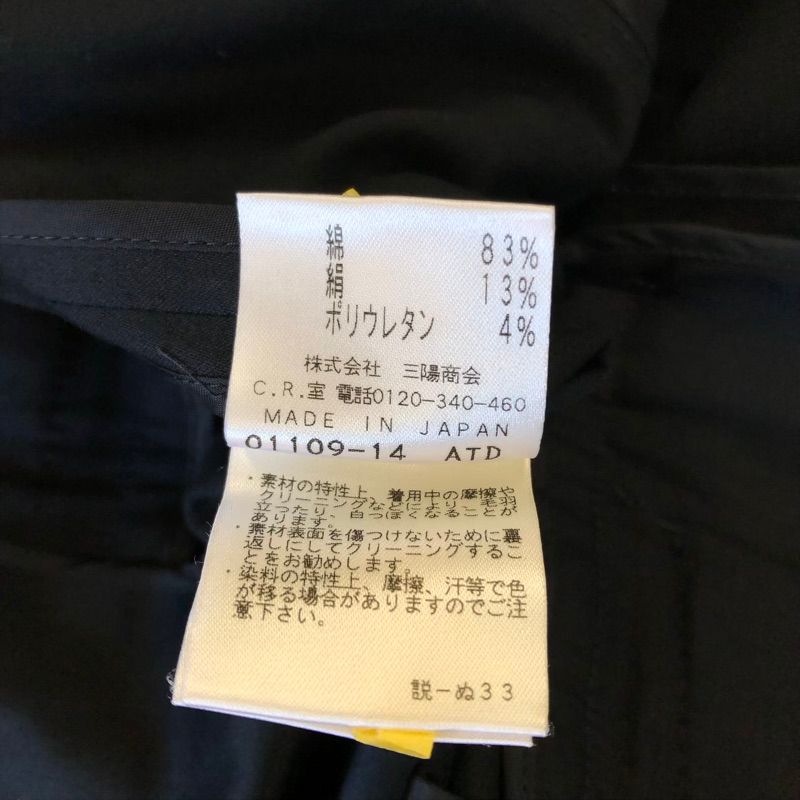 綿 83%
絹 13%
ポリウレタン 4%
株式会社 三陽商会
C.R.室 電話0120-340-460
MADE IN JAPAN
01109-14 ATD
・素材の特性上、着用中の摩擦や
クリーニングなどにより、毛羽
立ったり、白っぽくなることが
あります。
・素材表面を傷つけないために裏
返しにしてクリーニングするこ
とをお勧めします。
・染料の特性上、摩擦、汗等で色
が移る場合がありますのでご注
意下さい。
説-ぬ33